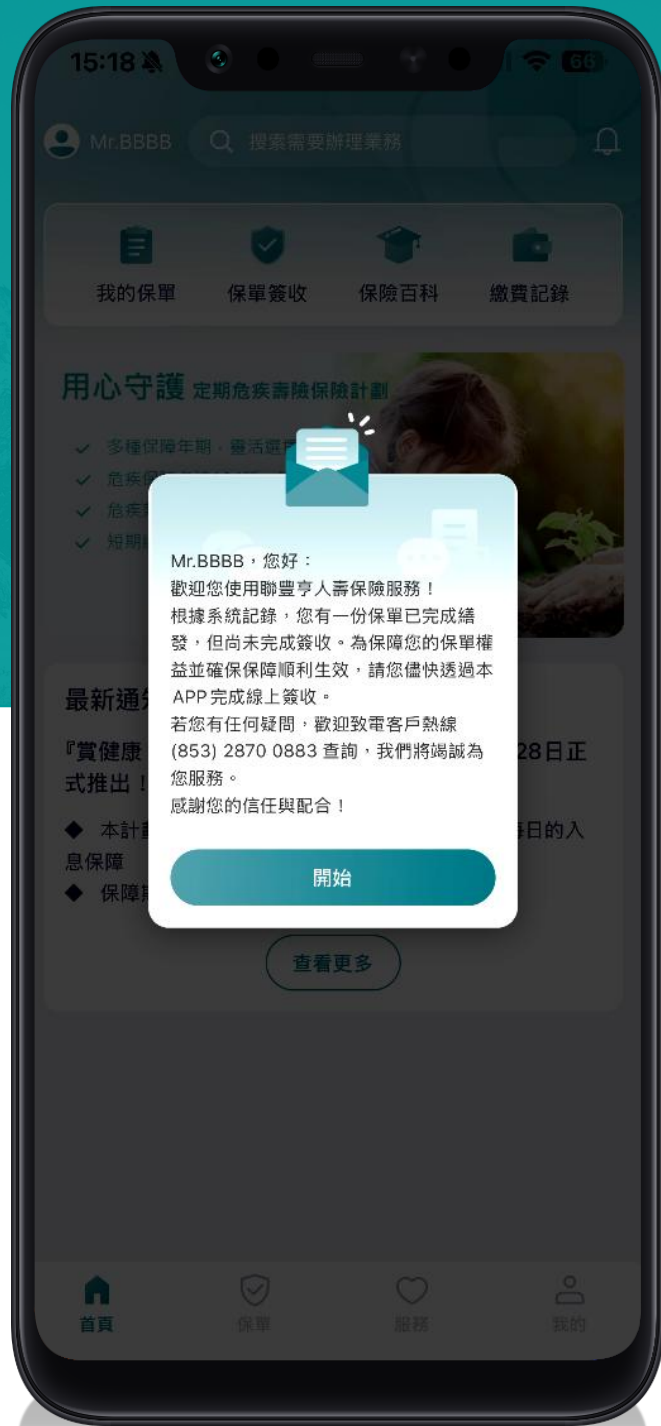 15:18
66
Mr.BBBB
搜索需要辦理業務
我的保單
保單簽收
保險百科
繳費記錄
用心守護 定期危疾壽險保險計劃
多種保障年期,靈活選
危疾
危疾
短期
Mr.BBBB,您好:
歡迎您使用聯豐亨人壽保險服務!
根據系統記錄,您有一份保單已完成繕
發,但尚未完成簽收。為保障您的保單權
益並確保保障順利生效,請您儘快透過本
APP完成線上簽收。
若您有任何疑問,歡迎致電客戶熱線
(853) 2870 0883 查詢,我們將竭誠為
您服務。
感謝您的信任與配合!
開始
最新通
『賞健康
28日正
式推出!
◆ 本計
每日的入
息保障
◆ 保障
查看更多
首頁
保單
服務
我的